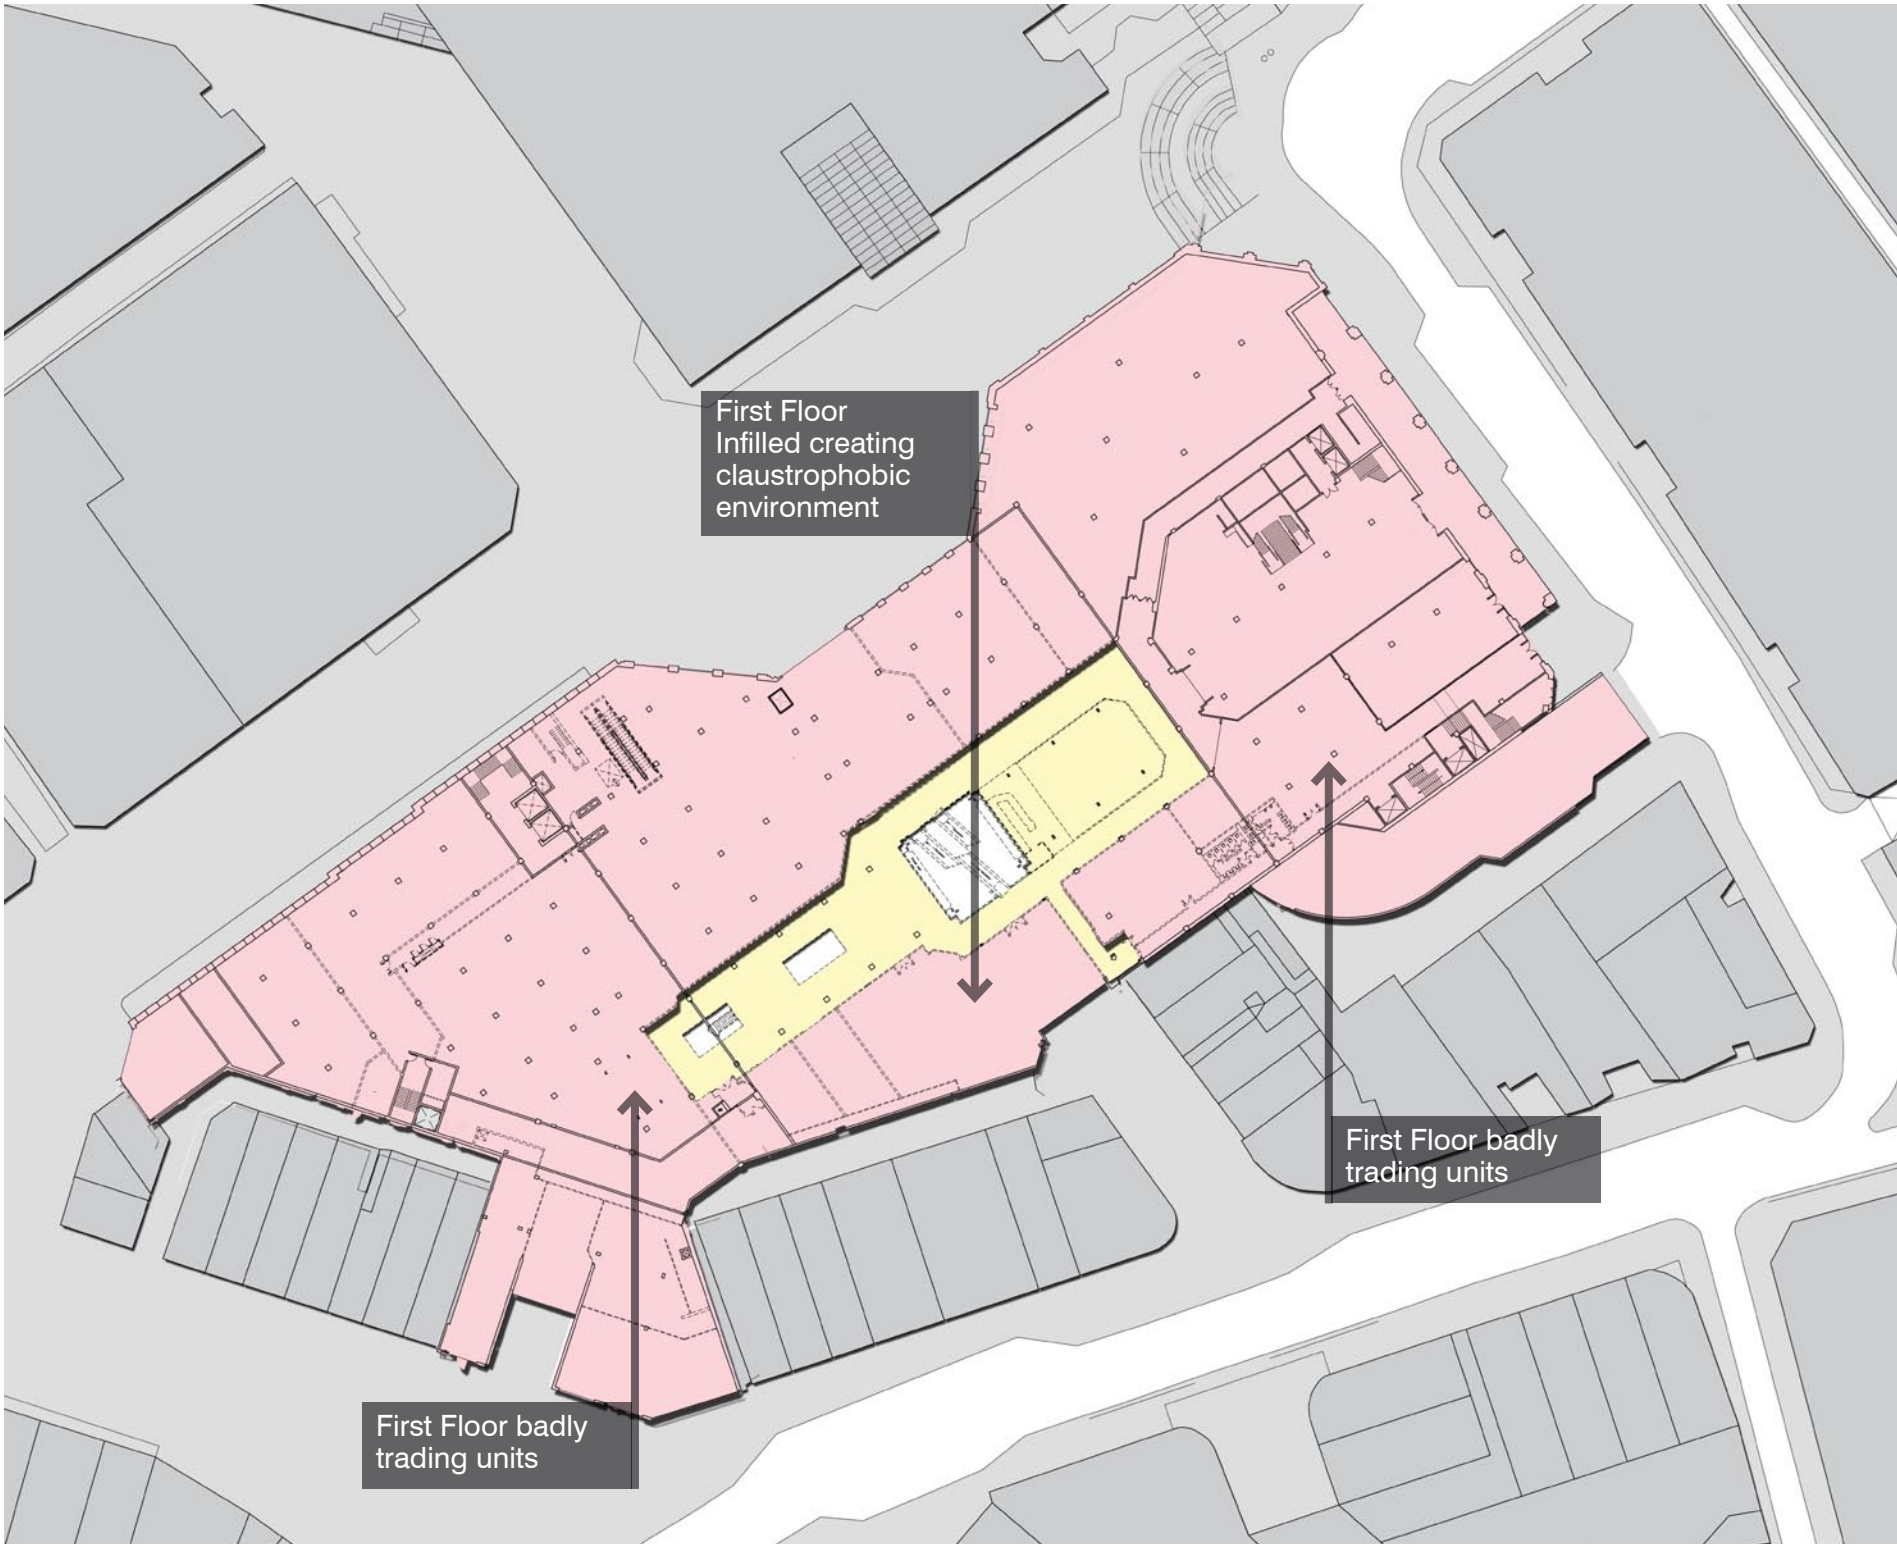 First Floor
Infilled creating
claustrophobic
environment
First Floor badly
trading units
First Floor badly
trading units